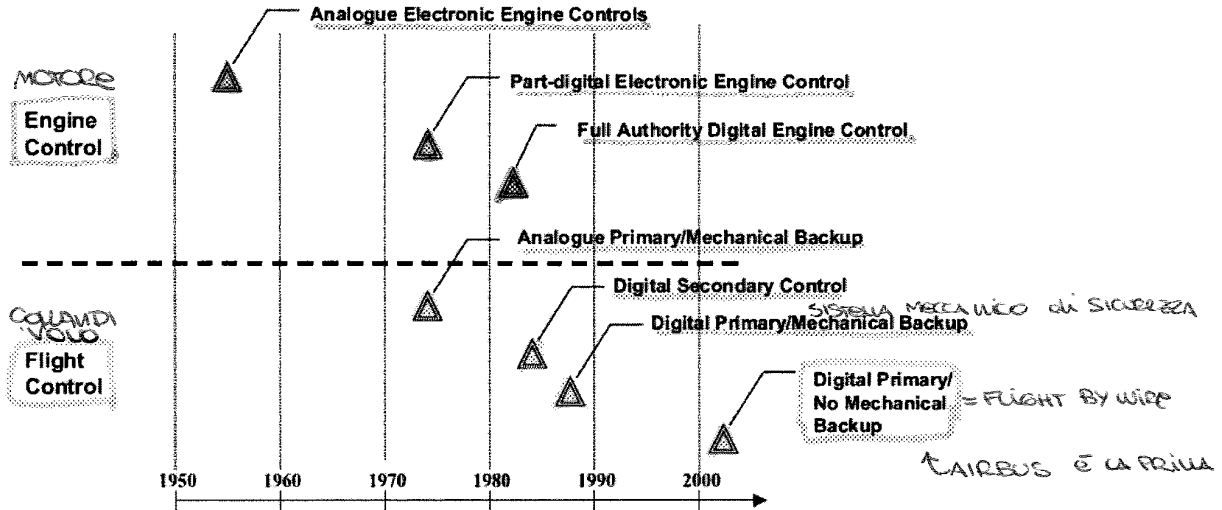 Analogue Electronic Engine Controls
MOTORE
Engine
Control
Part-digital Electronic Engine Control
Full Authority Digital Engine Control
Analogue Primary/Mechanical Backup
COMANDI
VOLO
Flight
Control
Digital Secondary Control
SISTEMA MECCANICO di SICUREZZA
Digital Primary/Mechanical Backup
Digital Primary/
No Mechanical
Backup
= FLIGHT BY WIRE
↑ AIRBUS È LA PRIMA
1950 1960 1970 1980 1990 2000